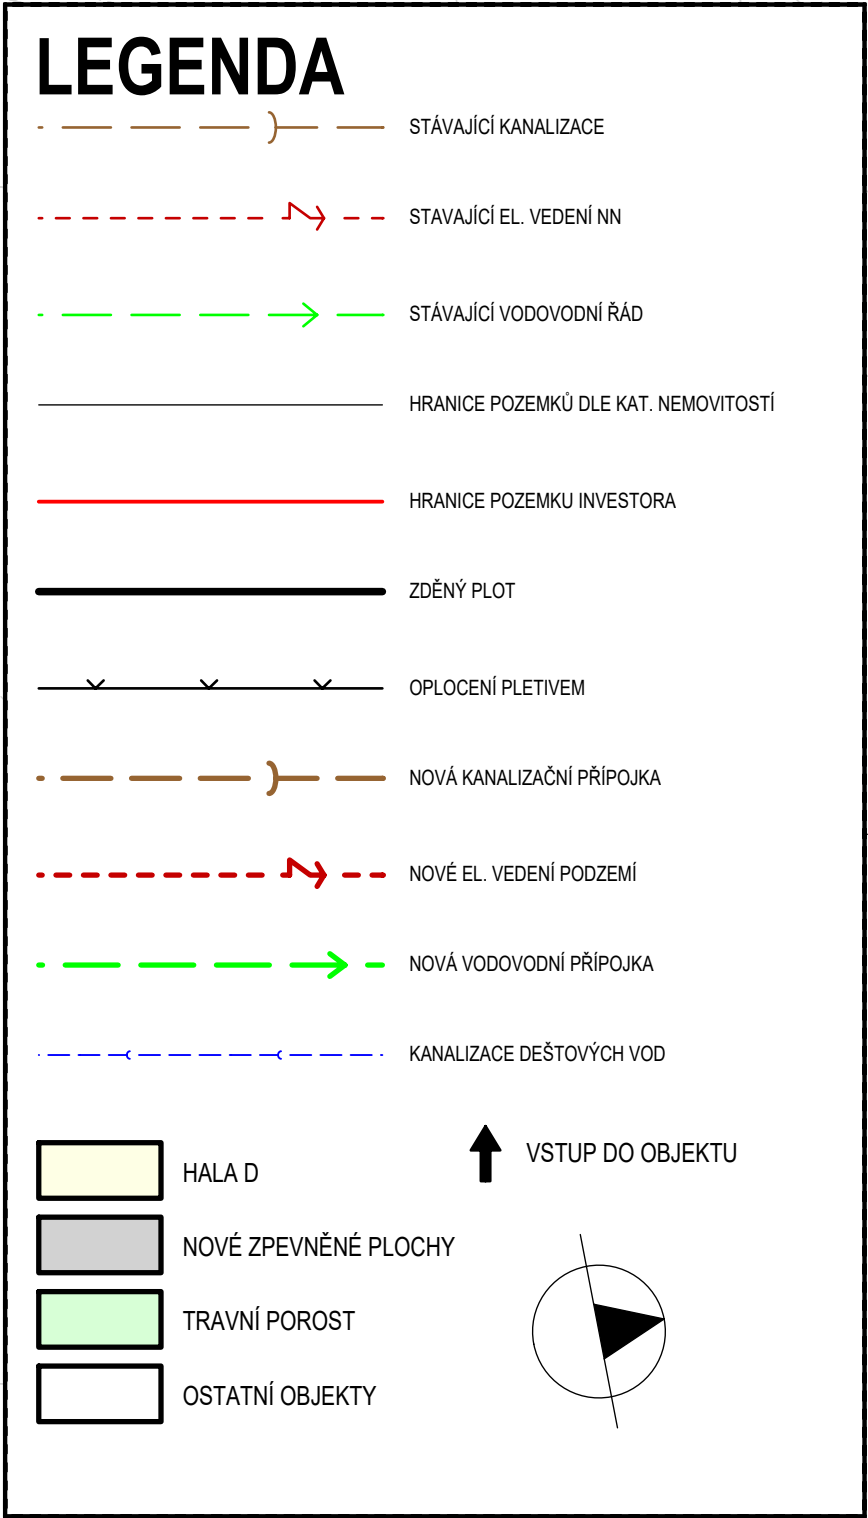 LEGENDA
STÁVAJÍCÍ KANALIZACE
STAVAJÍCÍ EL. VEDENÍ NN
STÁVAJÍCÍ VODOVODNÍ ŘÁD
HRANICE POZEMKŮ DLE KAT. NEMOVITOSTÍ
HRANICE POZEMKU INVESTORA
ZDĚNÝ PLOT
OPLOCENÍ PLETIVEM
NOVÁ KANALIZAČNÍ PŘÍPOJKA
NOVÉ EL. VEDENÍ PODZEMÍ
NOVÁ VODOVODNÍ PŘÍPOJKA
KANALIZACE DEŠTOVÝCH VOD
VSTUP DO OBJEKTU
HALA D
NOVÉ ZPEVNĚNÉ PLOCHY
TRAVNÍ POROST
OSTATNÍ OBJEKTY